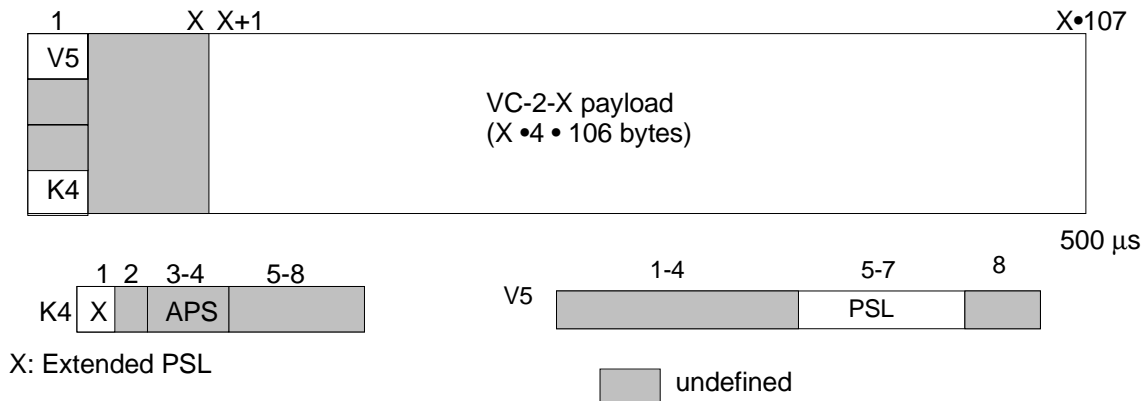 1 X X+1 X•107
V5
VC-2-X payload
(X •4 • 106 bytes)
K4
500 µs
1 2 3-4 5-8
K4 X APS
1-4 5-7 8
V5 PSL
X: Extended PSL
undefined